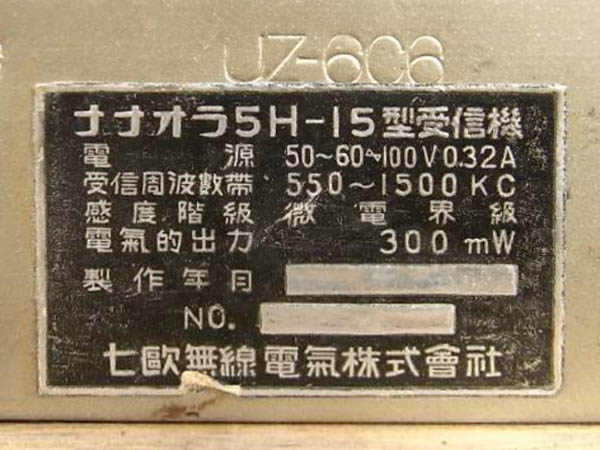 UZ-6C6
ナナオラ5H-15型受信機
電源 50~60~100V 0.32A
受信周波數帶 550~1500KC
感度階級 微電界級
電氣的出力 300mW
製作年月
NO.
七歐無線電氣株式會社